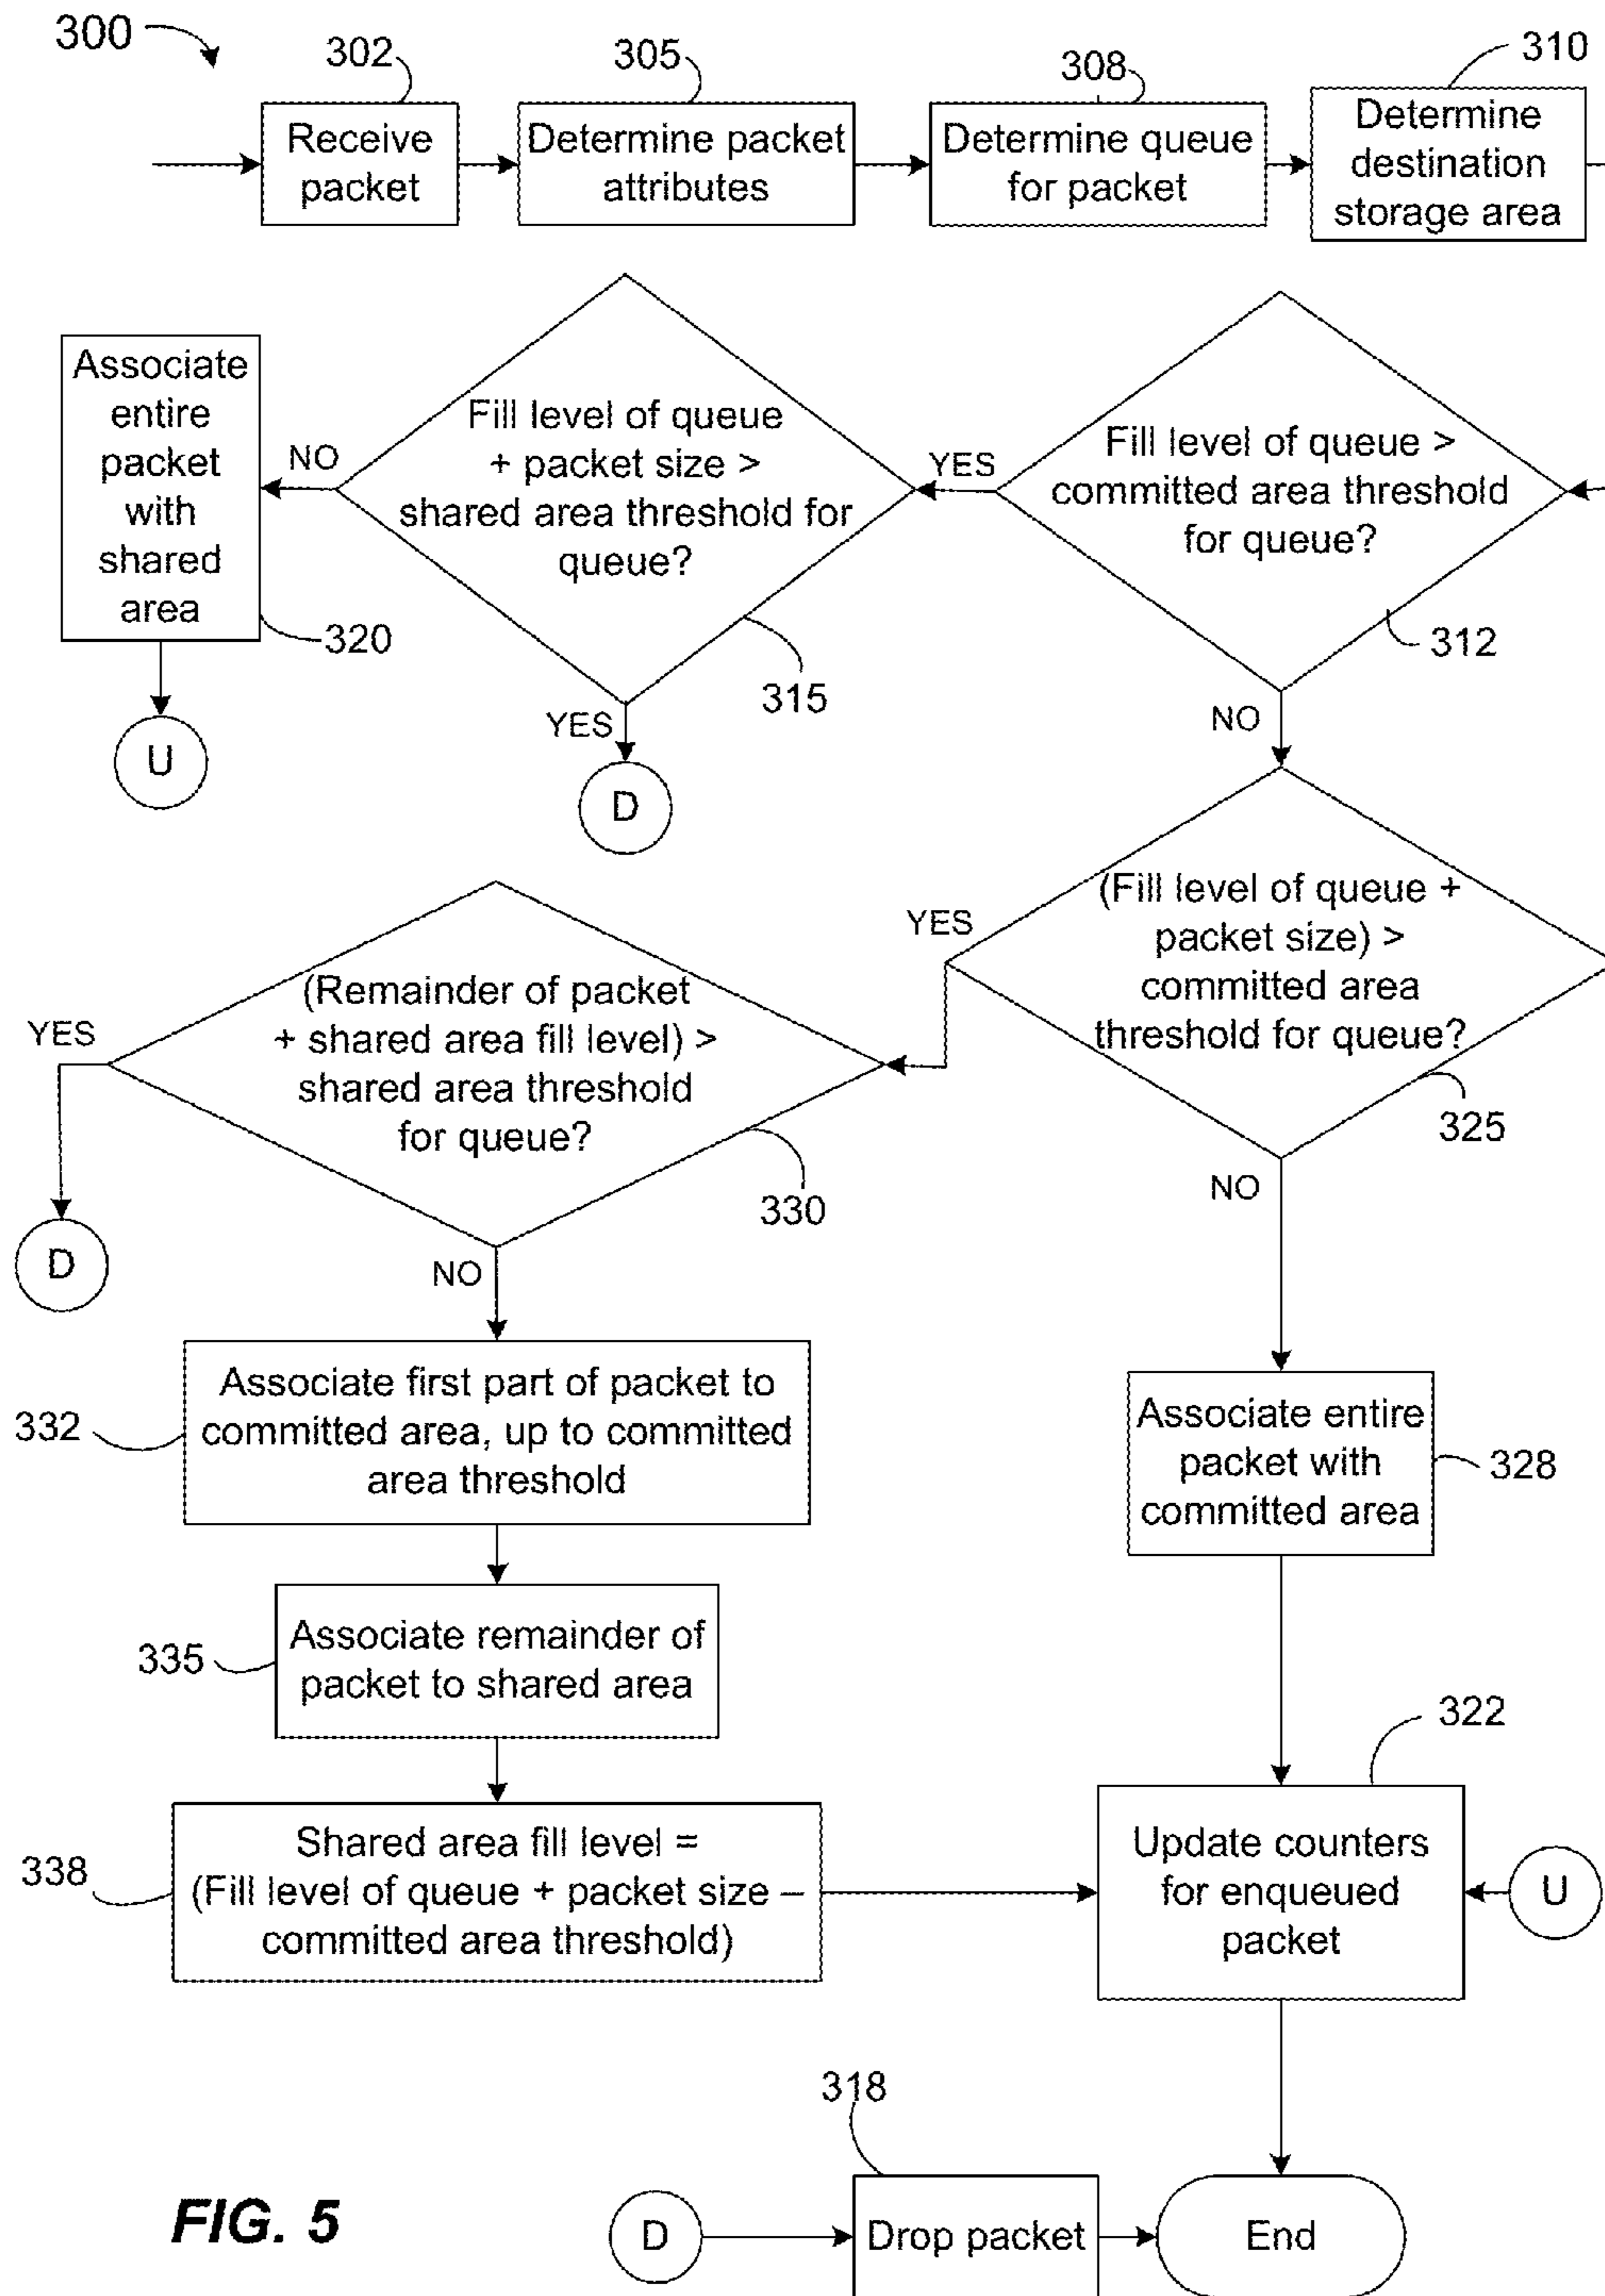 300
302
305
308
310
Receive
packet
Determine packet
attributes
Determine queue
for packet
Determine
destination
storage area
Associate
entire
packet
with
shared
area
320
NO
Fill level of queue
+ packet size >
shared area threshold for
queue?
315
YES
Fill level of queue >
committed area threshold
for queue?
312
NO
U
YES
D
(Fill level of queue +
packet size) >
committed area
threshold for queue?
325
YES
NO
(Remainder of packet
+ shared area fill level) >
shared area threshold
for queue?
330
YES
D
NO
Associate first part of packet to
committed area, up to committed
area threshold
332
Associate entire
packet with
committed area
328
Associate remainder of
packet to shared area
335
322
Shared area fill level =
(Fill level of queue + packet size –
committed area threshold)
338
Update counters
for enqueued
packet
U
318
FIG. 5
D
Drop packet
End